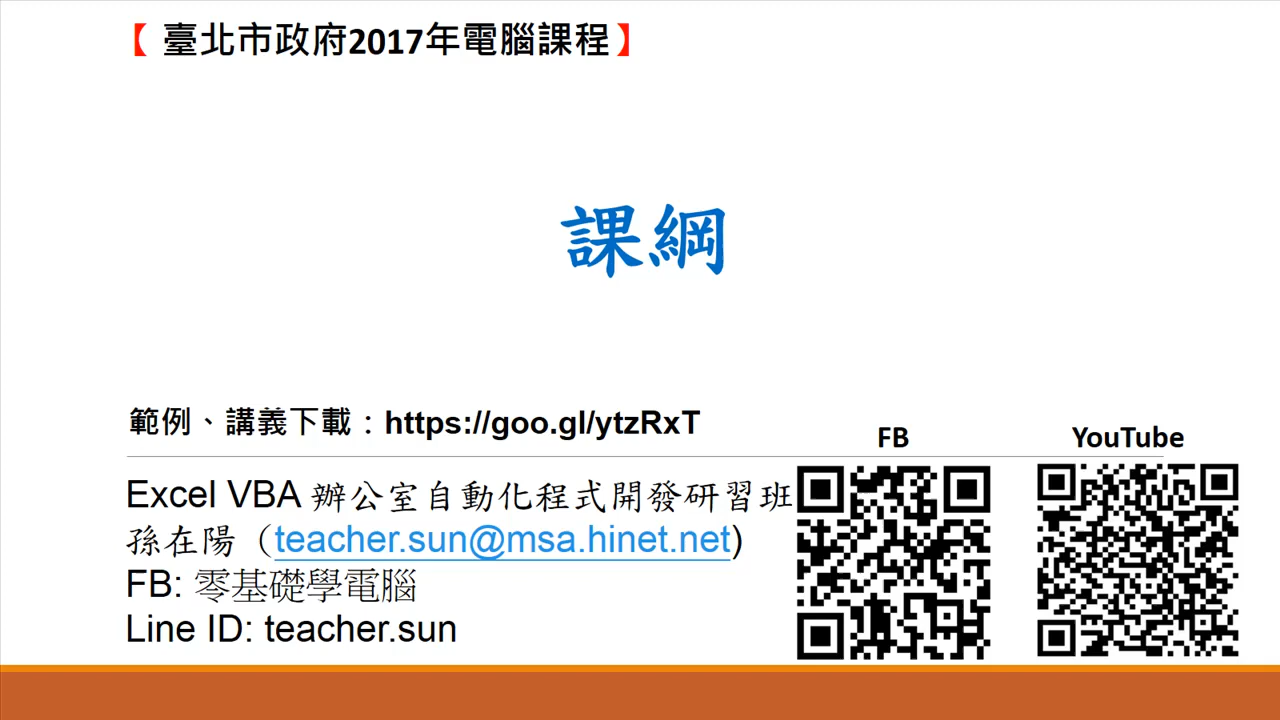 【 臺北市政府2017年電腦課程】
課綱
範例、講義下載：https://goo.gl/ytzRxT
FB
YouTube
Excel VBA 辦公室自動化程式開發研習班
孫在陽（teacher.sun@msa.hinet.net)
FB: 零基礎學電腦
Line ID: teacher.sun